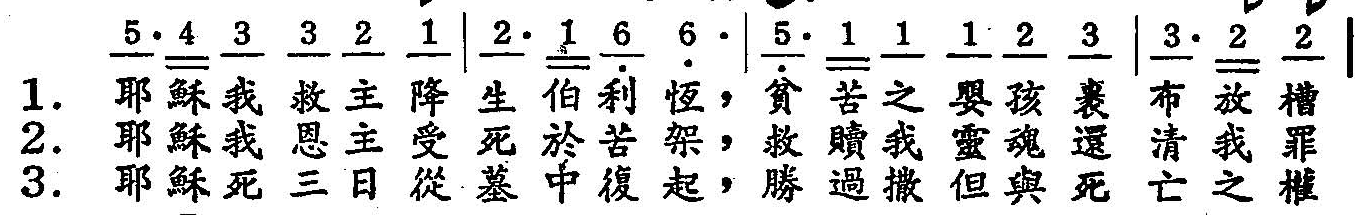 5· 4 3 3 2 1 | 2· 1 6 6· | 5· 1 1 1 2 3 | 3· 2 2 |
1. 耶穌我救主降生伯利恆，貧苦之嬰孩裹布放槽
2. 耶穌我恩主受死於苦架，救贖我靈魂還清我罪
3. 耶穌死三日從墓中復起，勝過撒但與死亡之權